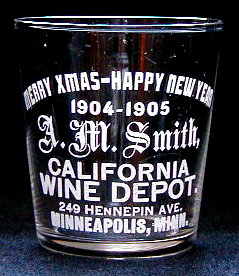 MERRY XMAS-HAPPY NEW YEAR
1904-1905
A. M. Smith,
CALIFORNIA
WINE DEPOT.
249 HENNEPIN AVE.
MINNEAPOLIS, MINN.